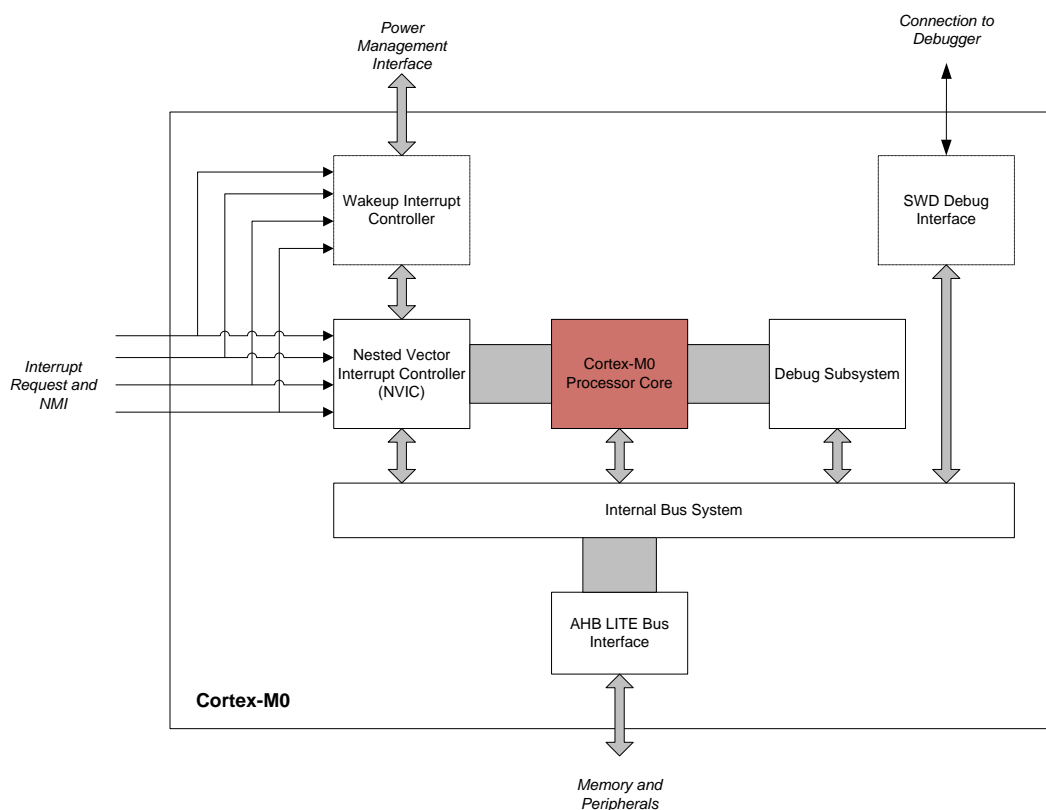 Power
Management
Interface
Connection to
Debugger
Wakeup Interrupt
Controller
SWD Debug
Interface
Interrupt
Request and
NMI
Nested Vector
Interrupt Controller
(NVIC)
Cortex-M0
Processor Core
Debug Subsystem
Internal Bus System
AHB LITE Bus
Interface
Cortex-M0
Memory and
Peripherals